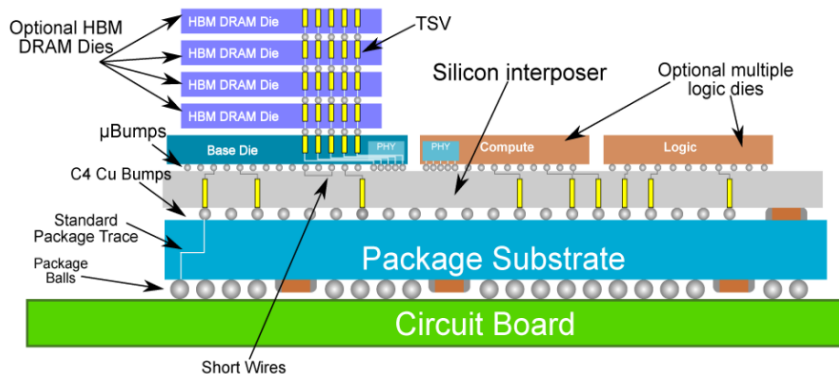 Optional HBM
DRAM Dies
HBM DRAM Die
HBM DRAM Die
HBM DRAM Die
HBM DRAM Die
TSV
Silicon interposer
Optional multiple
logic dies
µBumps
Base Die
PHY
PHY
Compute
Logic
C4 Cu Bumps
Standard
Package Trace
Package Substrate
Package
Balls
Circuit Board
Short Wires